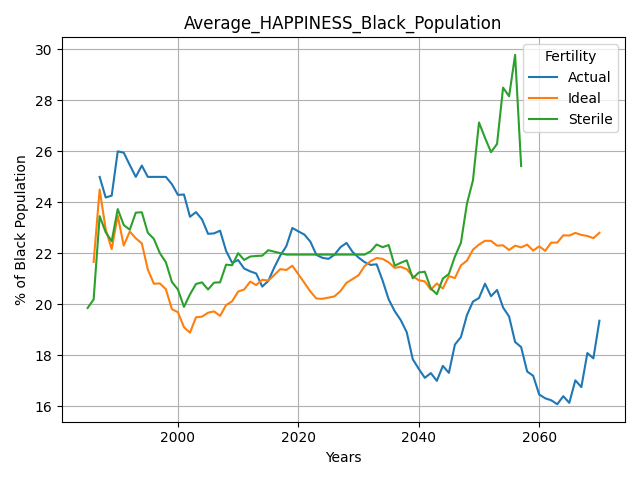 Average_HAPPINESS_Black_Population
Fertility
Actual
Ideal
Sterile
% of Black Population
30
28
26
24
22
20
18
16
2000
2020
2040
2060
Years